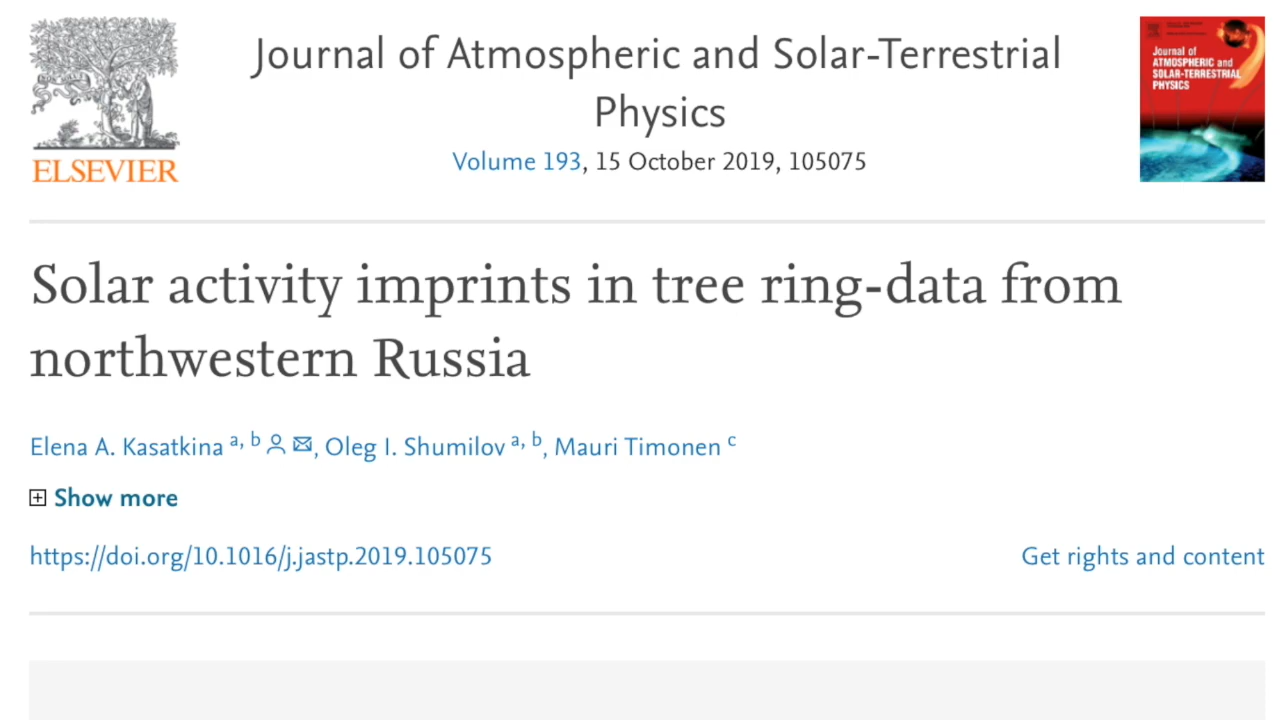 Journal of Atmospheric and Solar-Terrestrial
Physics
Volume 193, 15 October 2019, 105075
ELSEVIER
Journal of
ATMOSPHERIC and
SOLAR-TERRESTRIAL
PHYSICS
Solar activity imprints in tree ring-data from
northwestern Russia
Elena A. Kasatkina a, b, Oleg I. Shumilov a, b, Mauri Timonen c
Show more
https://doi.org/10.1016/j.jastp.2019.105075
Get rights and content